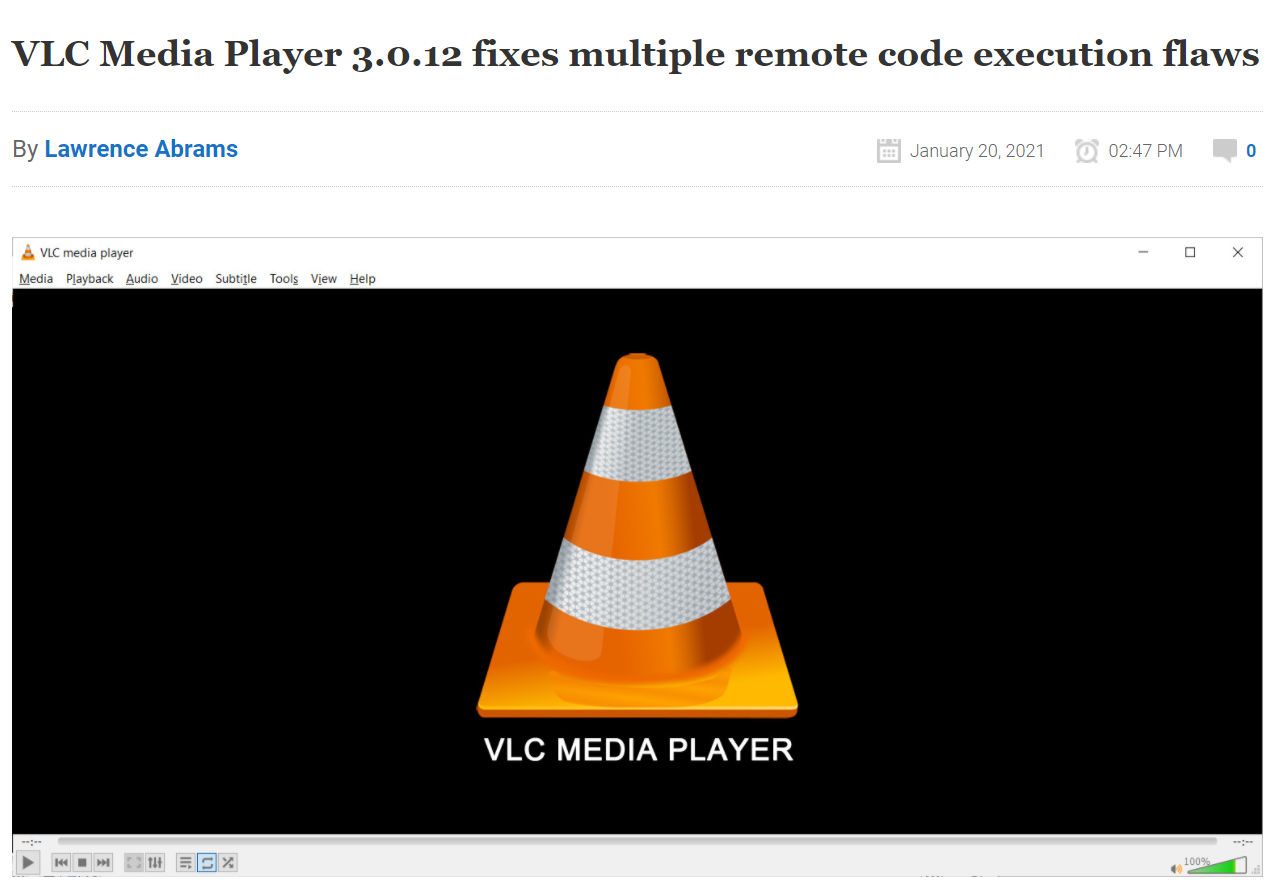 VLC Media Player 3.0.12 fixes multiple remote code execution flaws
By Lawrence Abrams January 20, 2021 02:47 PM 0
VLC media player
Media Playback Audio Video Subtitle Tools View Help
VLC MEDIA PLAYER
--:-- --:--
100%